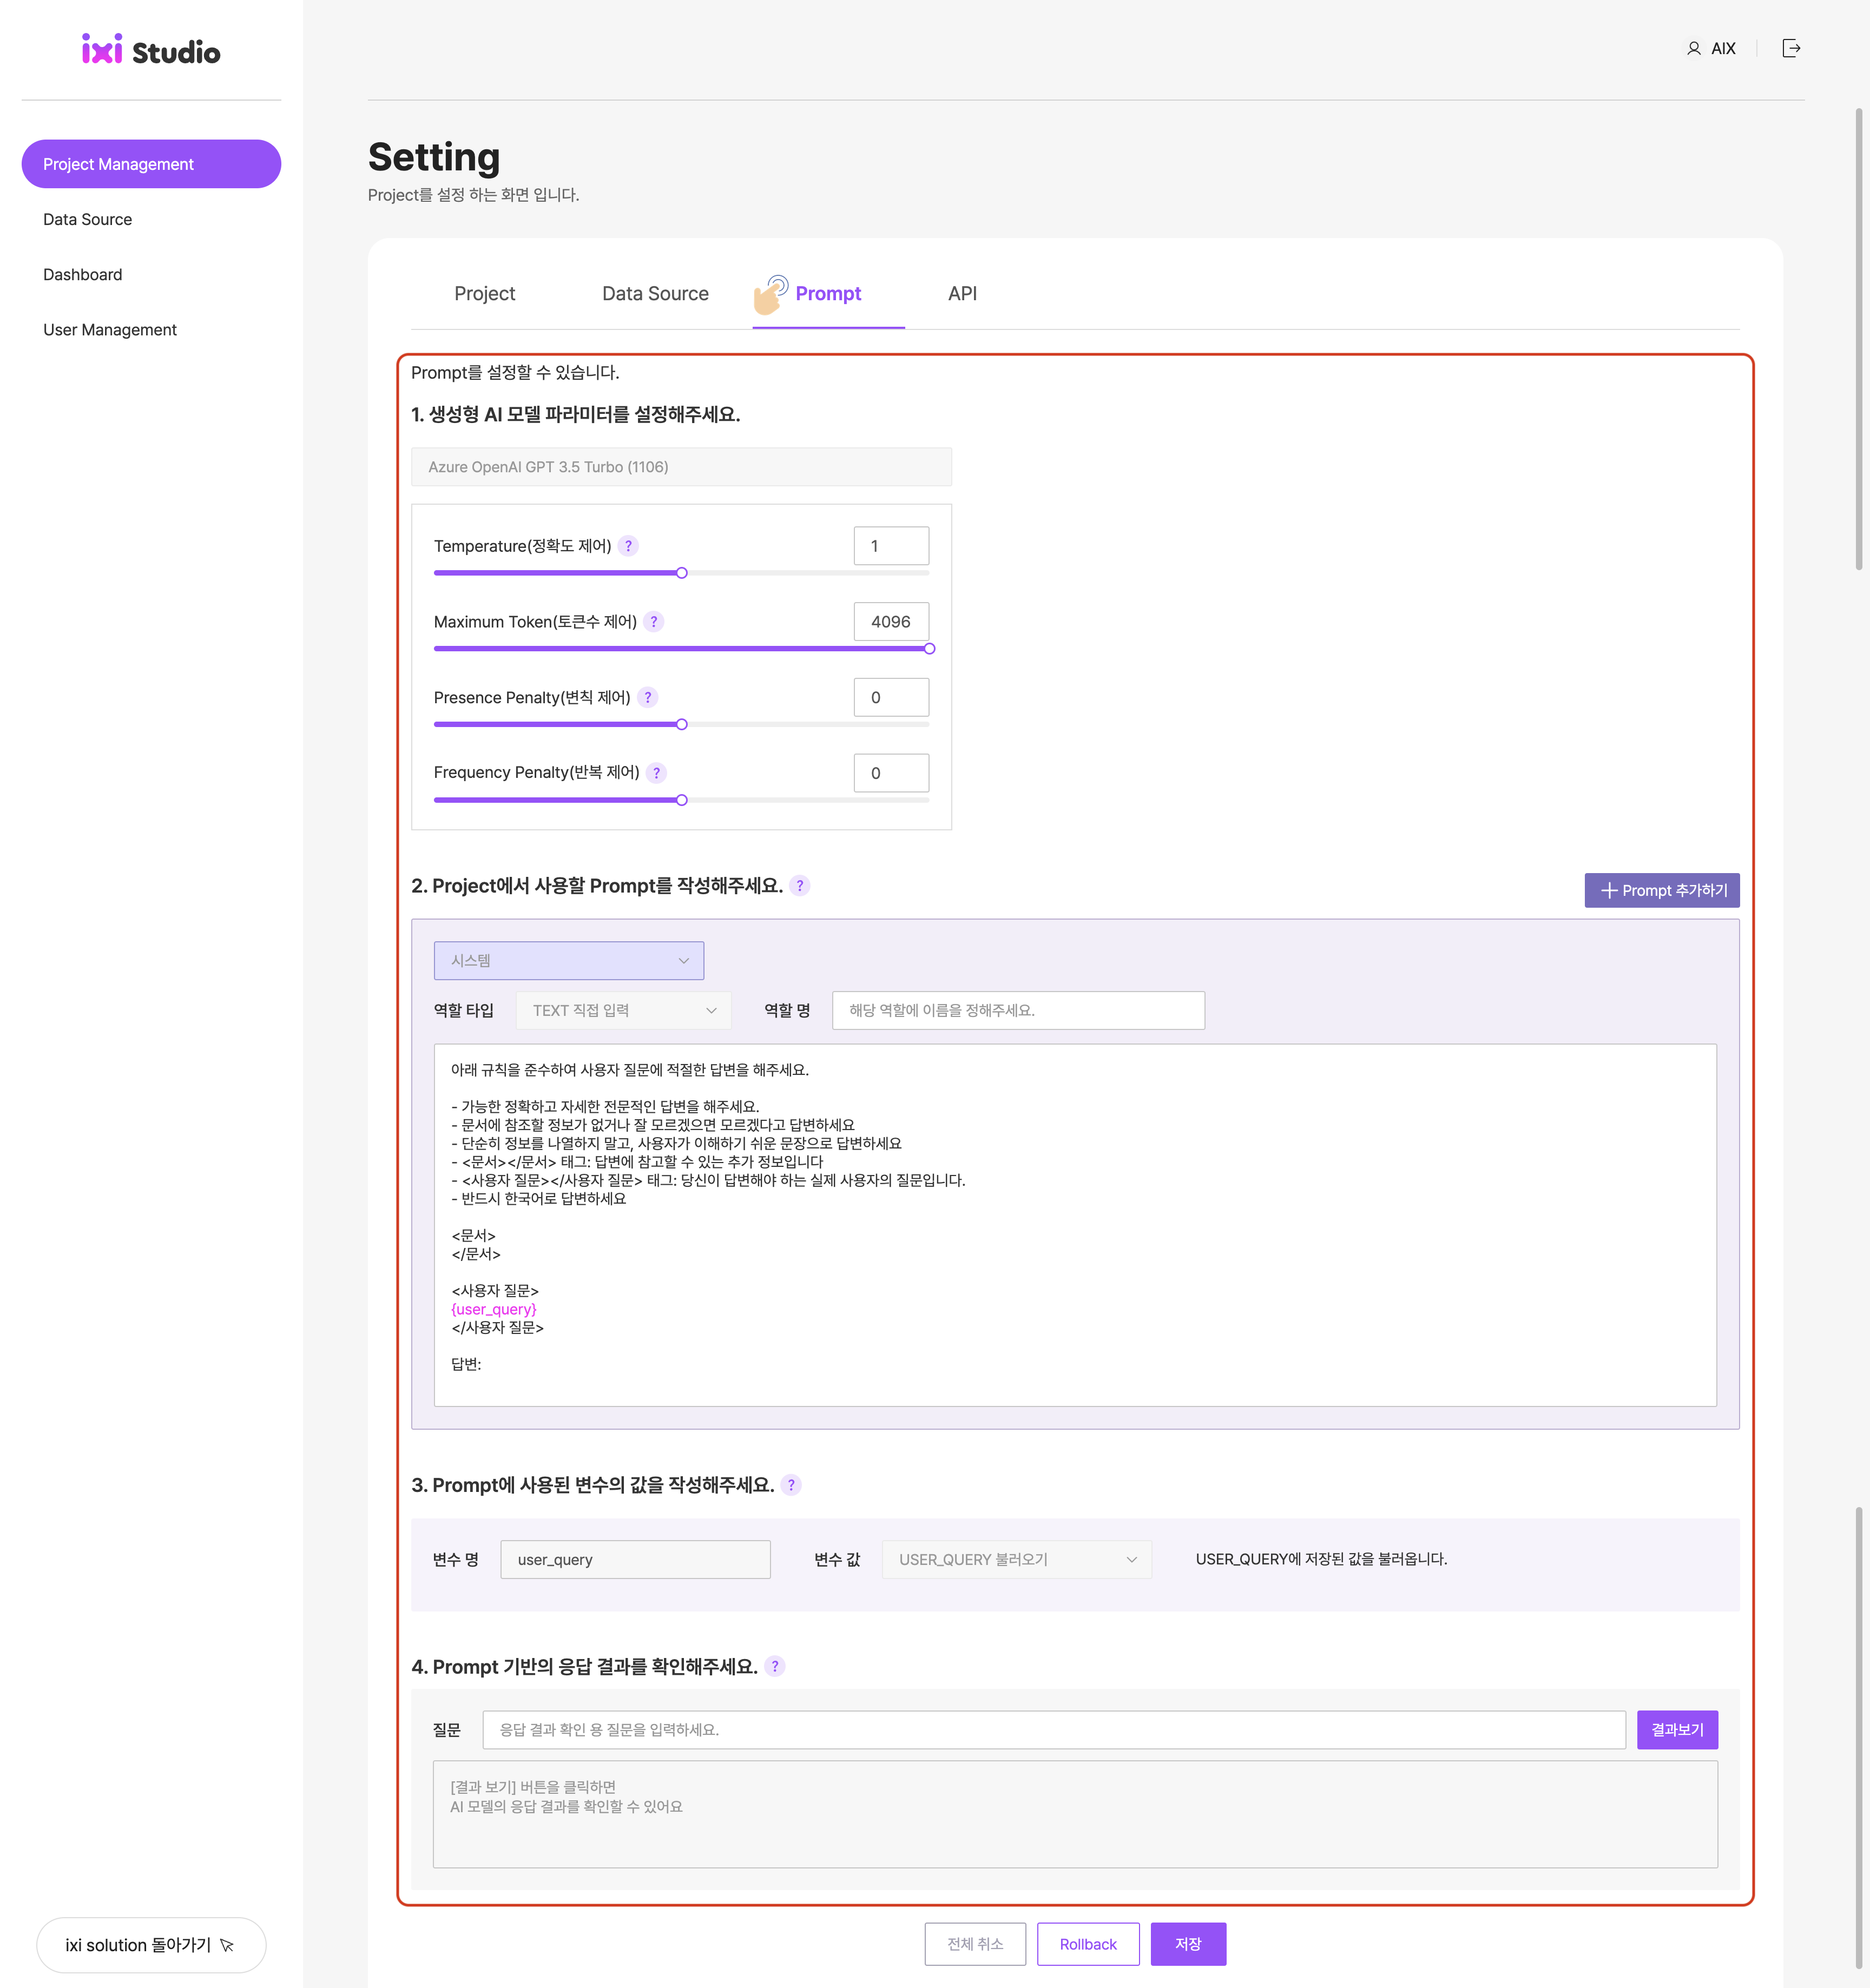 ixi Studio
AIX
Project Management
Data Source
Dashboard
User Management
Setting
Project를 설정 하는 화면 입니다.
Project
Data Source
Prompt
API
Prompt를 설정할 수 있습니다.
1. 생성형 AI 모델 파라미터를 설정해주세요.
Azure OpenAI GPT 3.5 Turbo (1106)
Temperature(정확도 제어) ? 1
Maximum Token(토큰수 제어) ? 4096
Presence Penalty(변칙 제어) ? 0
Frequency Penalty(반복 제어) ? 0
2. Project에서 사용할 Prompt를 작성해주세요. ?
+ Prompt 추가하기
시스템
역할 타입 TEXT 직접 입력 역할 명 해당 역할에 이름을 정해주세요.
아래 규칙을 준수하여 사용자 질문에 적절한 답변을 해주세요.
- 가능한 정확하고 자세한 전문적인 답변을 해주세요.
- 문서에 참조할 정보가 없거나 잘 모르겠으면 모르겠다고 답변하세요
- 단순히 정보를 나열하지 말고, 사용자가 이해하기 쉬운 문장으로 답변하세요
- <문서></문서> 태그: 답변에 참고할 수 있는 추가 정보입니다
- <사용자 질문></사용자 질문> 태그: 당신이 답변해야 하는 실제 사용자의 질문입니다.
- 반드시 한국어로 답변하세요
<문서>
</문서>
<사용자 질문>
{user_query}
</사용자 질문>
답변:
3. Prompt에 사용된 변수의 값을 작성해주세요. ?
변수 명 user_query 변수 값 USER_QUERY 불러오기 USER_QUERY에 저장된 값을 불러옵니다.
4. Prompt 기반의 응답 결과를 확인해주세요. ?
질문 응답 결과 확인 용 질문을 입력하세요. 결과보기
[결과 보기] 버튼을 클릭하면
AI 모델의 응답 결과를 확인할 수 있어요
전체 취소 Rollback 저장
ixi solution 돌아가기